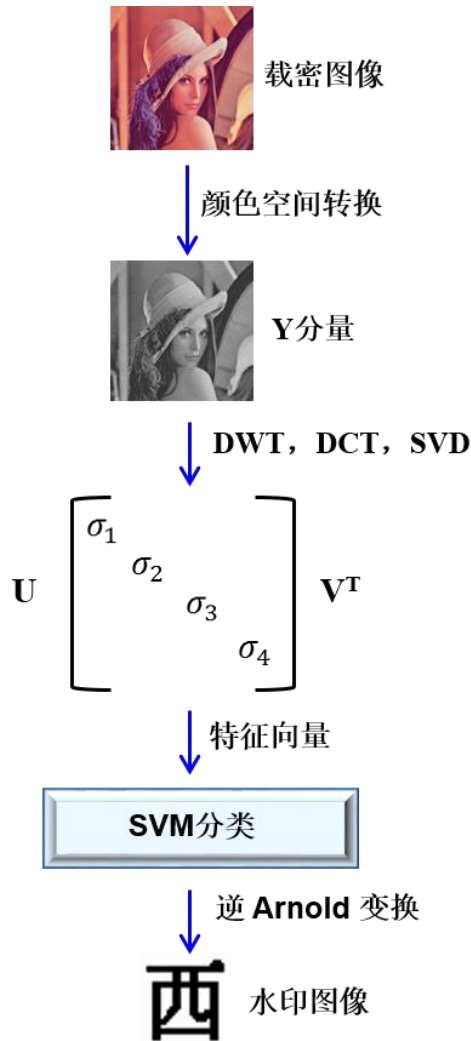 载密图像
颜色空间转换
Y分量
DWT，DCT，SVD
U
σ1
σ2
σ3
σ4
V^T
特征向量
SVM分类
逆 Arnold 变换
西
水印图像